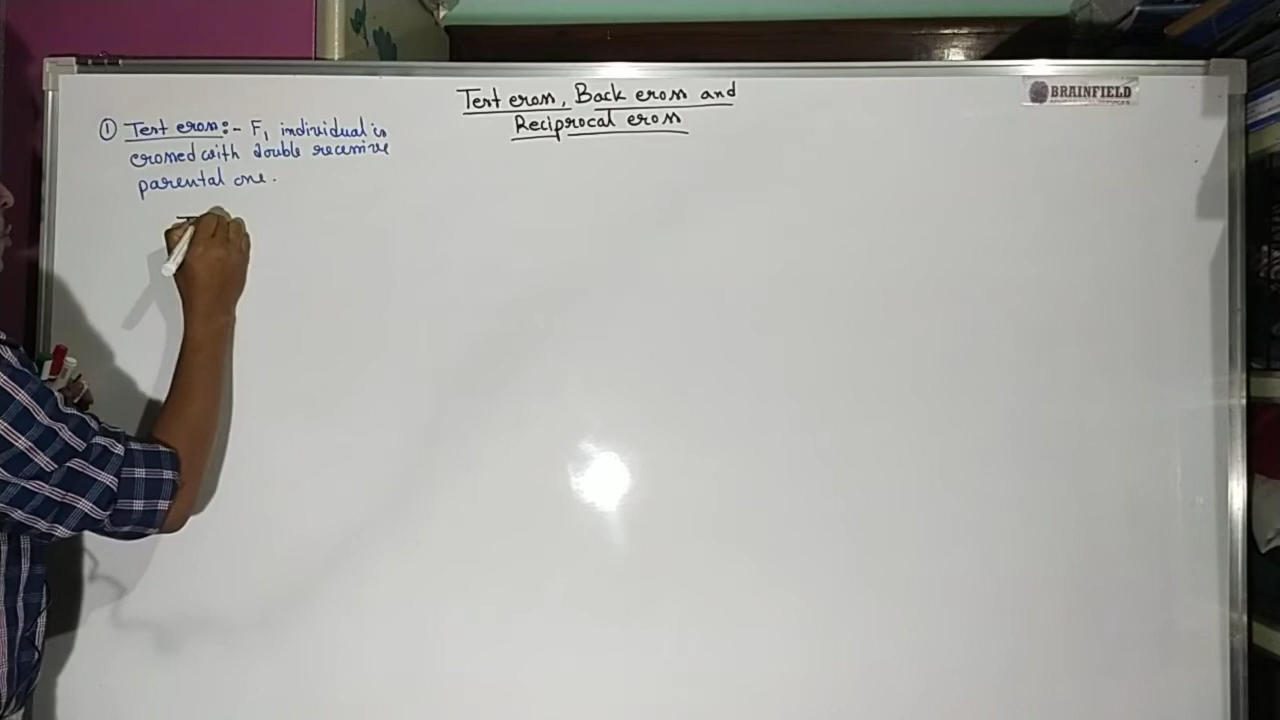 Test cross, Back cross and
Reciprocal cross
BRAINFIELD
① Test cross:- F₁ individual is
crossed with double recessive
parental one.